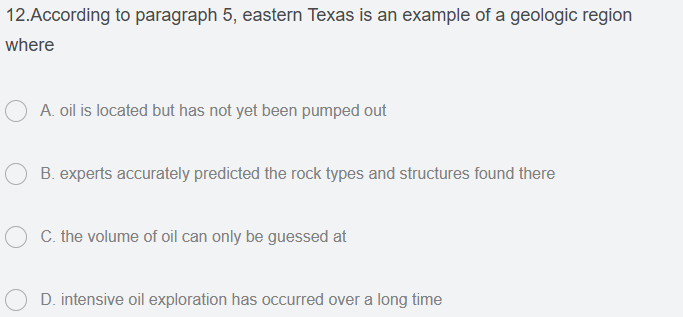 12.According to paragraph 5, eastern Texas is an example of a geologic region
where
A. oil is located but has not yet been pumped out
B. experts accurately predicted the rock types and structures found there
C. the volume of oil can only be guessed at
D. intensive oil exploration has occurred over a long time